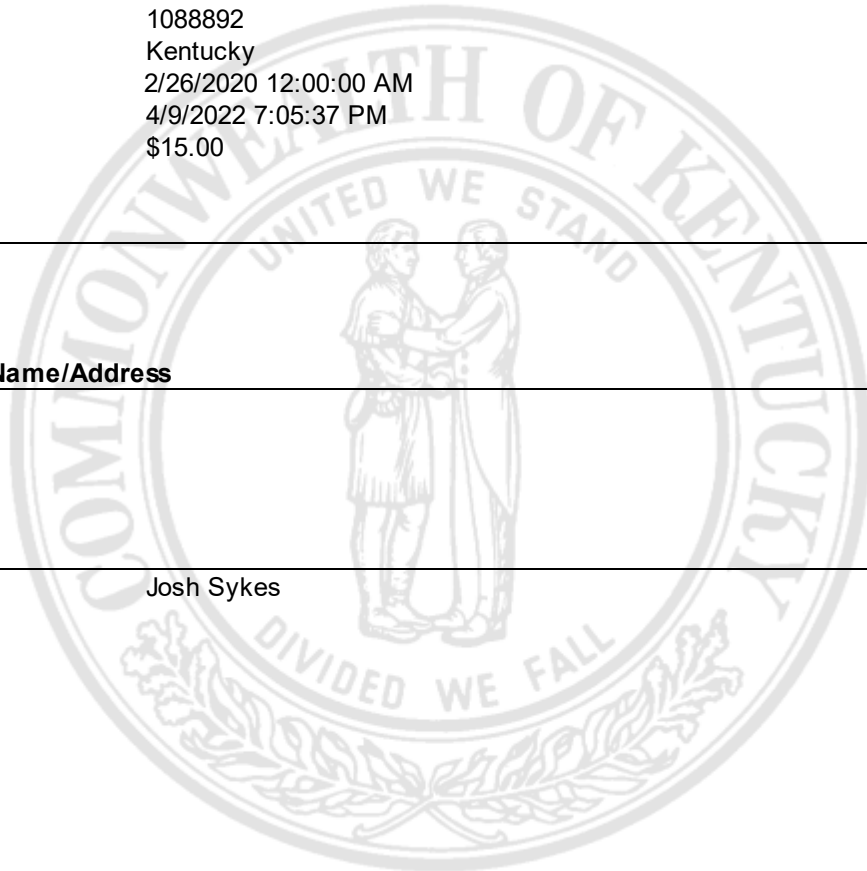 1088892
Kentucky
2/26/2020 12:00:00 AM
4/9/2022 7:05:37 PM
$15.00
COMMONWEALTH OF KENTUCKY
UNITED WE STAND
Name/Address
Josh Sykes
DIVIDED WE FALL